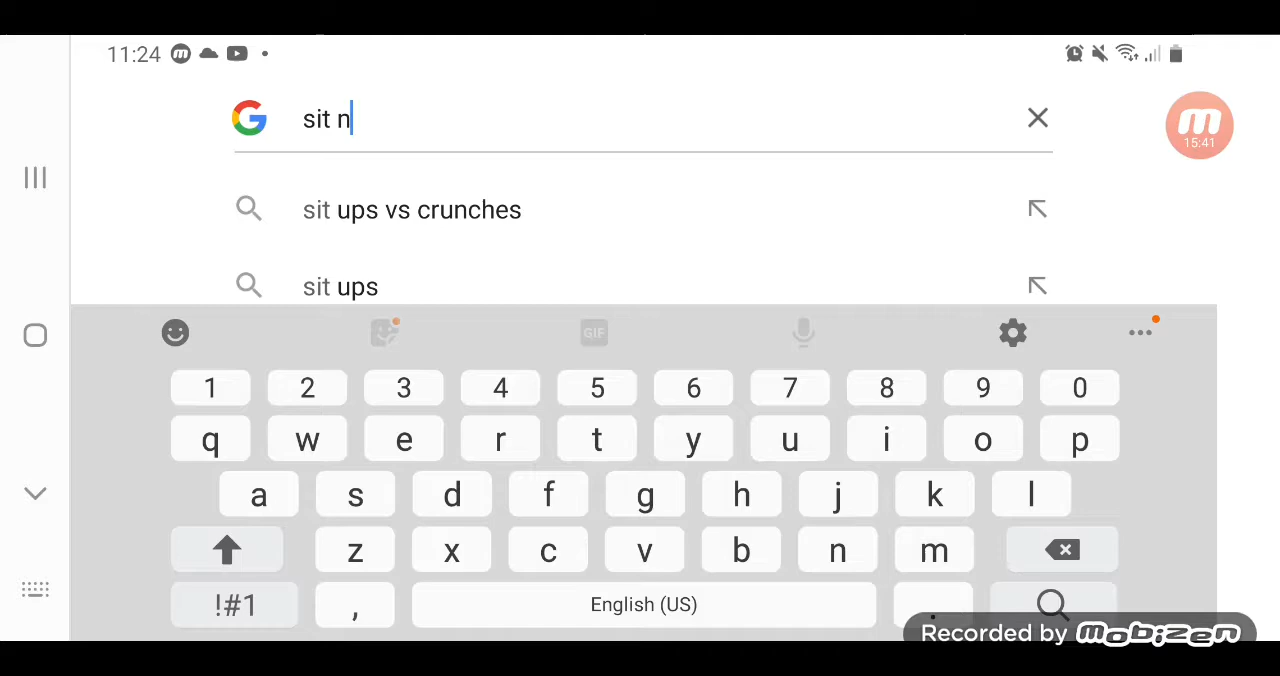 11:24
sit n
15:41
sit ups vs crunches
sit ups
GIF
1 2 3 4 5 6 7 8 9 0
q w e r t y u i o p
a s d f g h j k l
z x c v b n m
!#1 , English (US) .
Recorded by mobizen